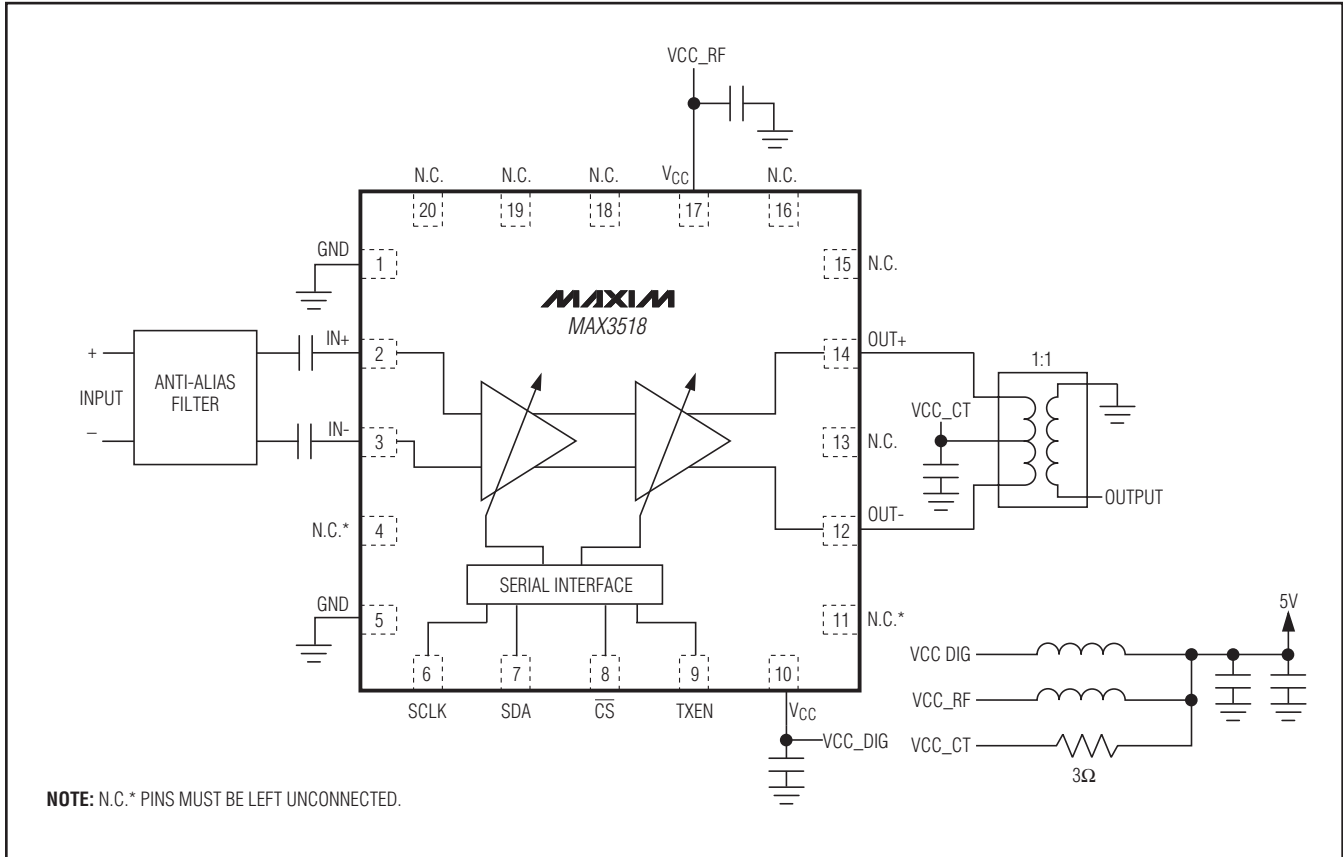 VCC_RF
N.C.
N.C.
N.C.
VCC
N.C.
20
19
18
17
16
GND
1
15
N.C.
MAXIM
MAX3518
IN+
2
14
OUT+
1:1
+
INPUT
−
ANTI-ALIAS
FILTER
IN-
3
13
N.C.
VCC_CT
N.C.*
4
12
OUT-
OUTPUT
SERIAL INTERFACE
GND
5
11
N.C.*
5V
6
7
8
9
10
SCLK
SDA
CS
TXEN
VCC
VCC_DIG
VCC DIG
VCC_RF
VCC_CT
3Ω
NOTE: N.C.* PINS MUST BE LEFT UNCONNECTED.